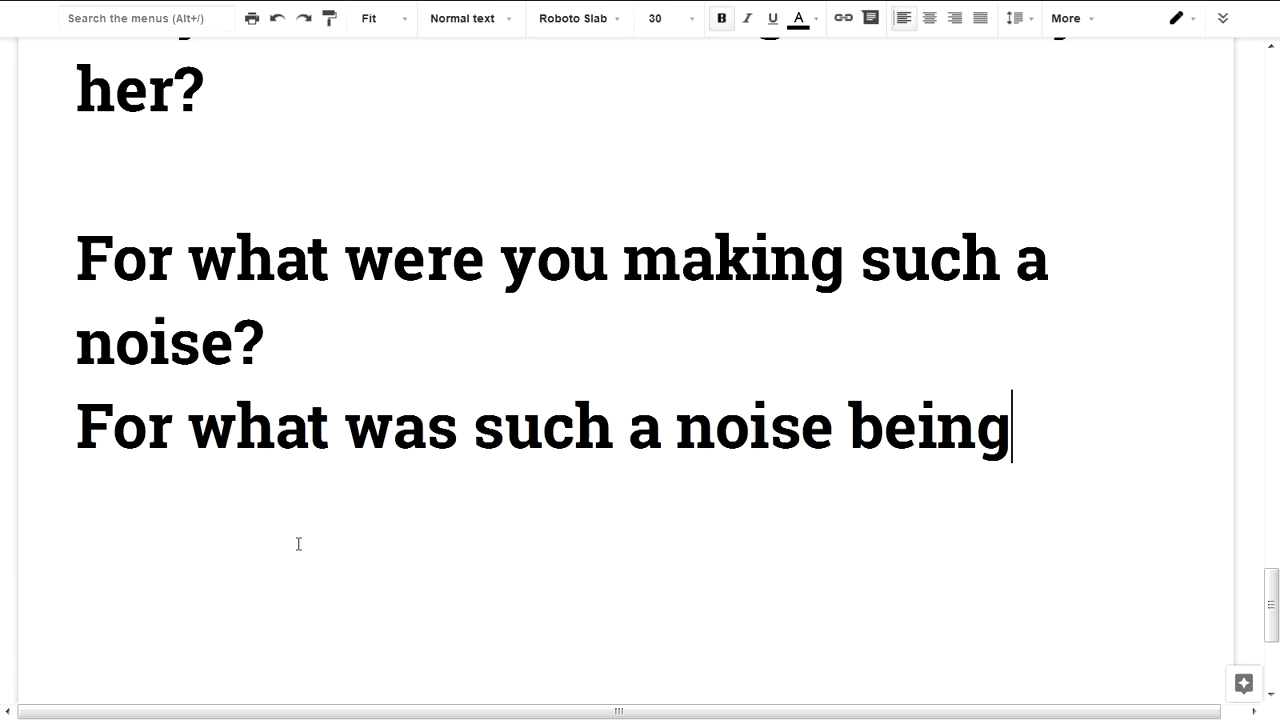 Search the menus (Alt+/) Fit Normal text Roboto Slab 30 B I U A More
her?
For what were you making such a
noise?
For what was such a noise being